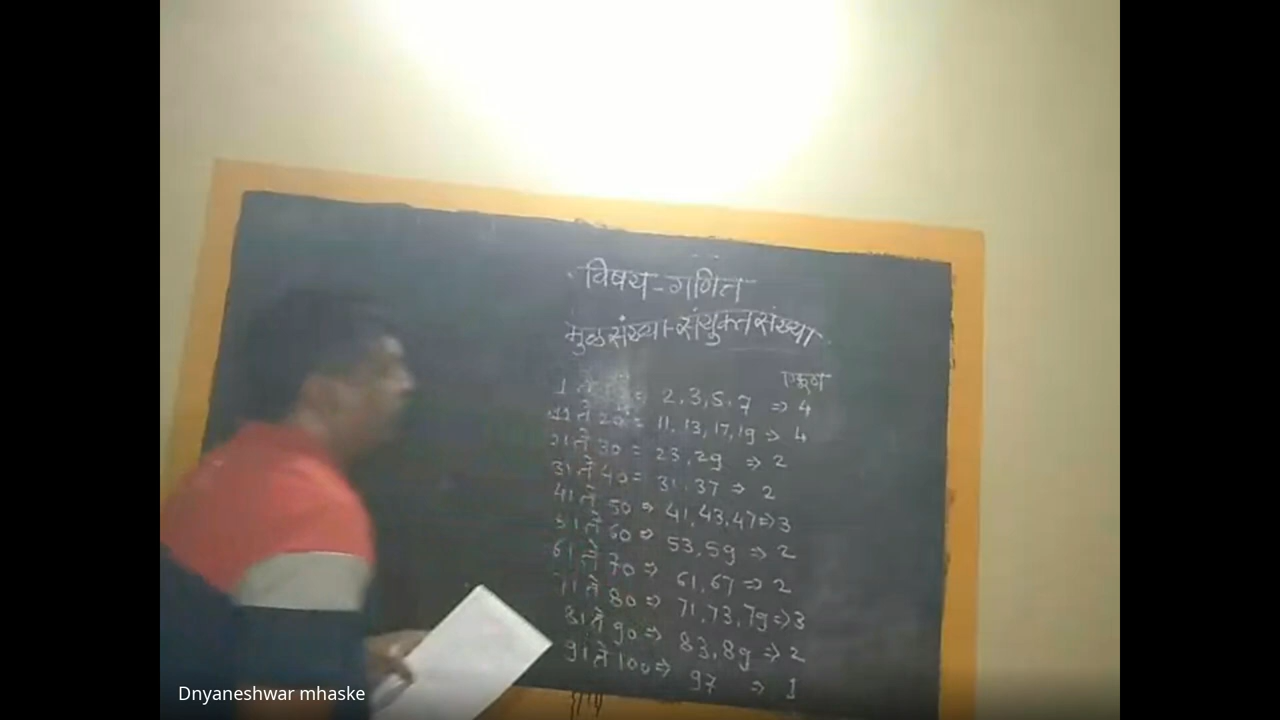 विषय-गणित
मुळसंख्या-संयुक्तसंख्या
एकूण
1 ते = 2,3,5,7 => 4
11 ते 20 = 11,13,17,19 => 4
21 ते 30 = 23,29 => 2
31 ते 40 = 31,37 => 2
41 ते 50 => 41,43,47 => 3
51 ते 60 => 53,59 => 2
61 ते 70 => 61,67 => 2
71 ते 80 => 71,73,79 => 3
81 ते 90 => 83,89 => 2
91 ते 100 => 97 => 1
Dnyaneshwar mhaske